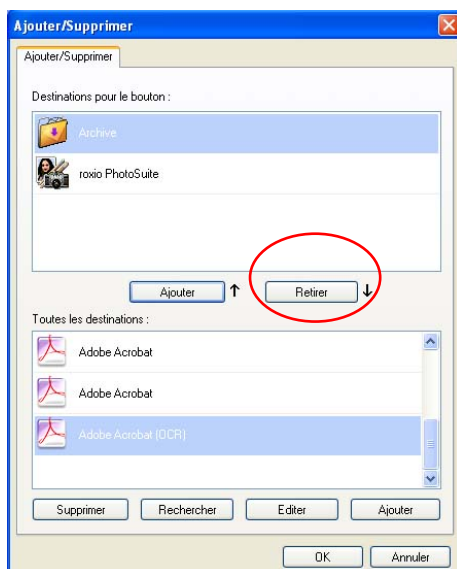 Ajouter/Supprimer
Ajouter/Supprimer
Destinations pour le bouton :
Archive
roxio PhotoSuite
Ajouter ↑ Retirer ↓
Toutes les destinations :
Adobe Acrobat
Adobe Acrobat
Adobe Acrobat (OCR)
Supprimer Rechercher Editer Ajouter
OK Annuler